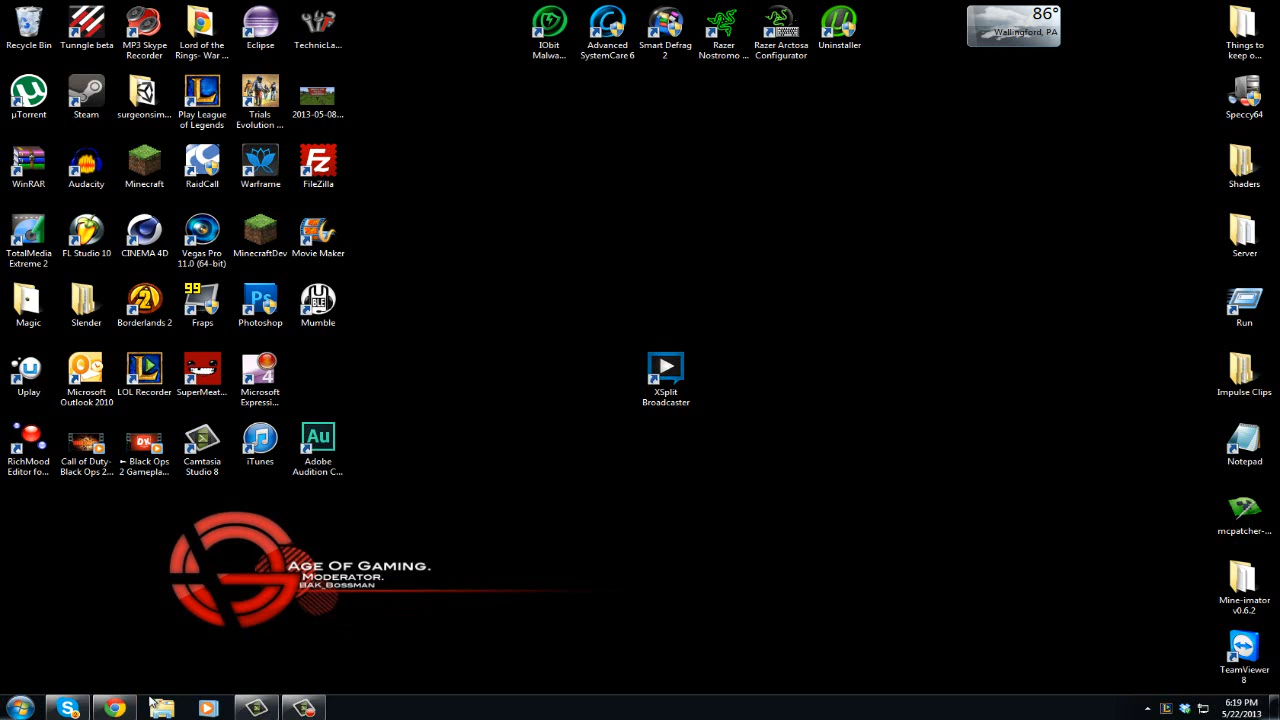 Recycle Bin
Tunngle beta
MP3 Skype
Recorder
Lord of the
Rings- War ...
Eclipse
TechnicLa...
IObit
Malwa...
Advanced
SystemCare 6
Smart Defrag
2
Razer
Nostromo ...
Razer Arctosa
Configurator
Uninstaller
86°
Wallingford, PA
Things to
keep o...
µTorrent
Steam
surgeonsim...
Play League
of Legends
Trials
Evolution ...
2013-05-08...
Speccy64
WinRAR
Audacity
Minecraft
RaidCall
Warframe
FileZilla
Shaders
TotalMedia
Extreme 2
FL Studio 10
CINEMA 4D
Vegas Pro
11.0 (64-bit)
MinecraftDev
Movie Maker
Server
Magic
Slender
Borderlands 2
99
Fraps
Ps
Photoshop
Mumble
Run
Uplay
Microsoft
Outlook 2010
LOL Recorder
SuperMeat...
Microsoft
Expressi...
XSplit
Broadcaster
Impulse Clips
RichMood
Editor fo...
Call of Duty-
Black Ops 2...
← Black Ops
2 Gamepla...
Camtasia
Studio 8
iTunes
Au
Adobe
Audition C...
Notepad
mcpatcher-...
Age Of Gaming.
Moderator.
BAK_Bossman
Mine-imator
v0.6.2
TeamViewer
8
6:19 PM
5/22/2013